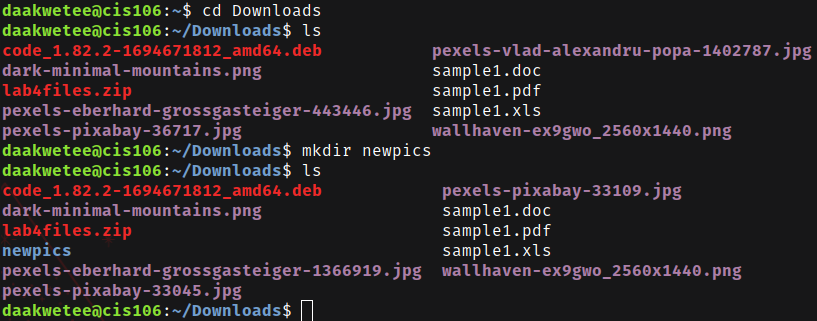 daakwetee@cis106:~$ cd Downloads
daakwetee@cis106:~/Downloads$ ls
code_1.82.2-1694671812_amd64.deb pexels-vlad-alexandru-popa-1402787.jpg
dark-minimal-mountains.png sample1.doc
lab4files.zip sample1.pdf
pexels-eberhard-grossgasteiger-443446.jpg sample1.xls
pexels-pixabay-36717.jpg wallhaven-ex9gwo_2560x1440.png
daakwetee@cis106:~/Downloads$ mkdir newpics
daakwetee@cis106:~/Downloads$ ls
code_1.82.2-1694671812_amd64.deb pexels-pixabay-33109.jpg
dark-minimal-mountains.png sample1.doc
lab4files.zip sample1.pdf
newpics sample1.xls
pexels-eberhard-grossgasteiger-1366919.jpg wallhaven-ex9gwo_2560x1440.png
pexels-pixabay-33045.jpg
daakwetee@cis106:~/Downloads$